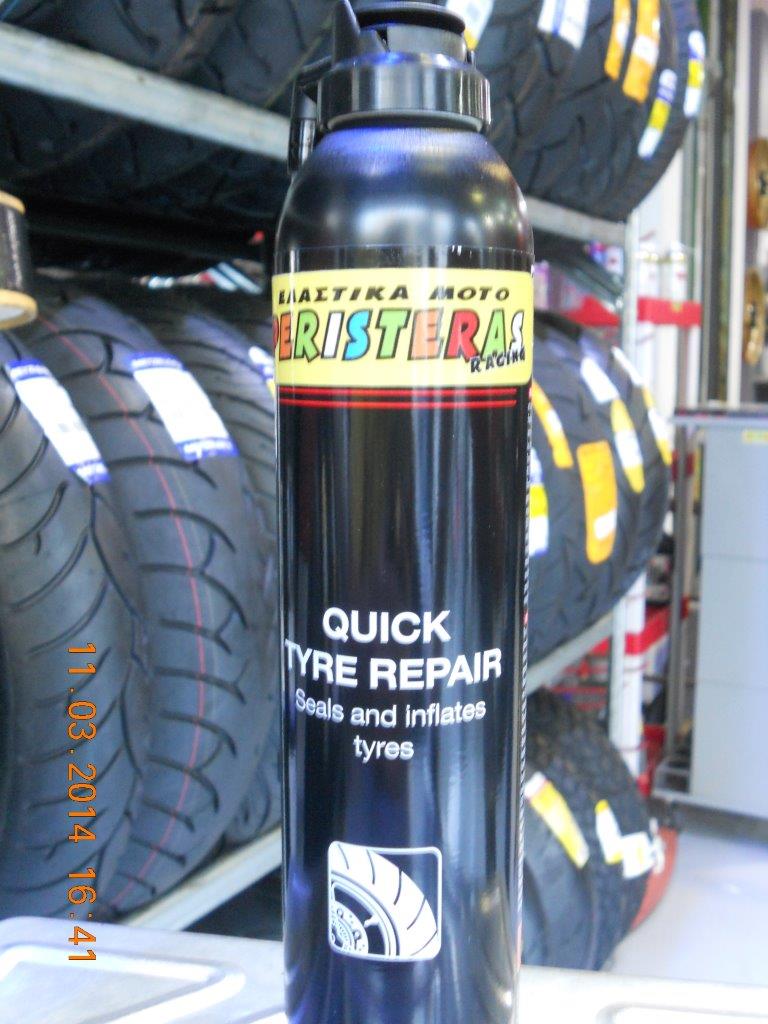 ΕΛΑΣΤΙΚΑ ΜΟΤΟ
PERISTERAS
RACING
QUICK
TYRE REPAIR
Seals and inflates
tyres
11.03.2014 16:41